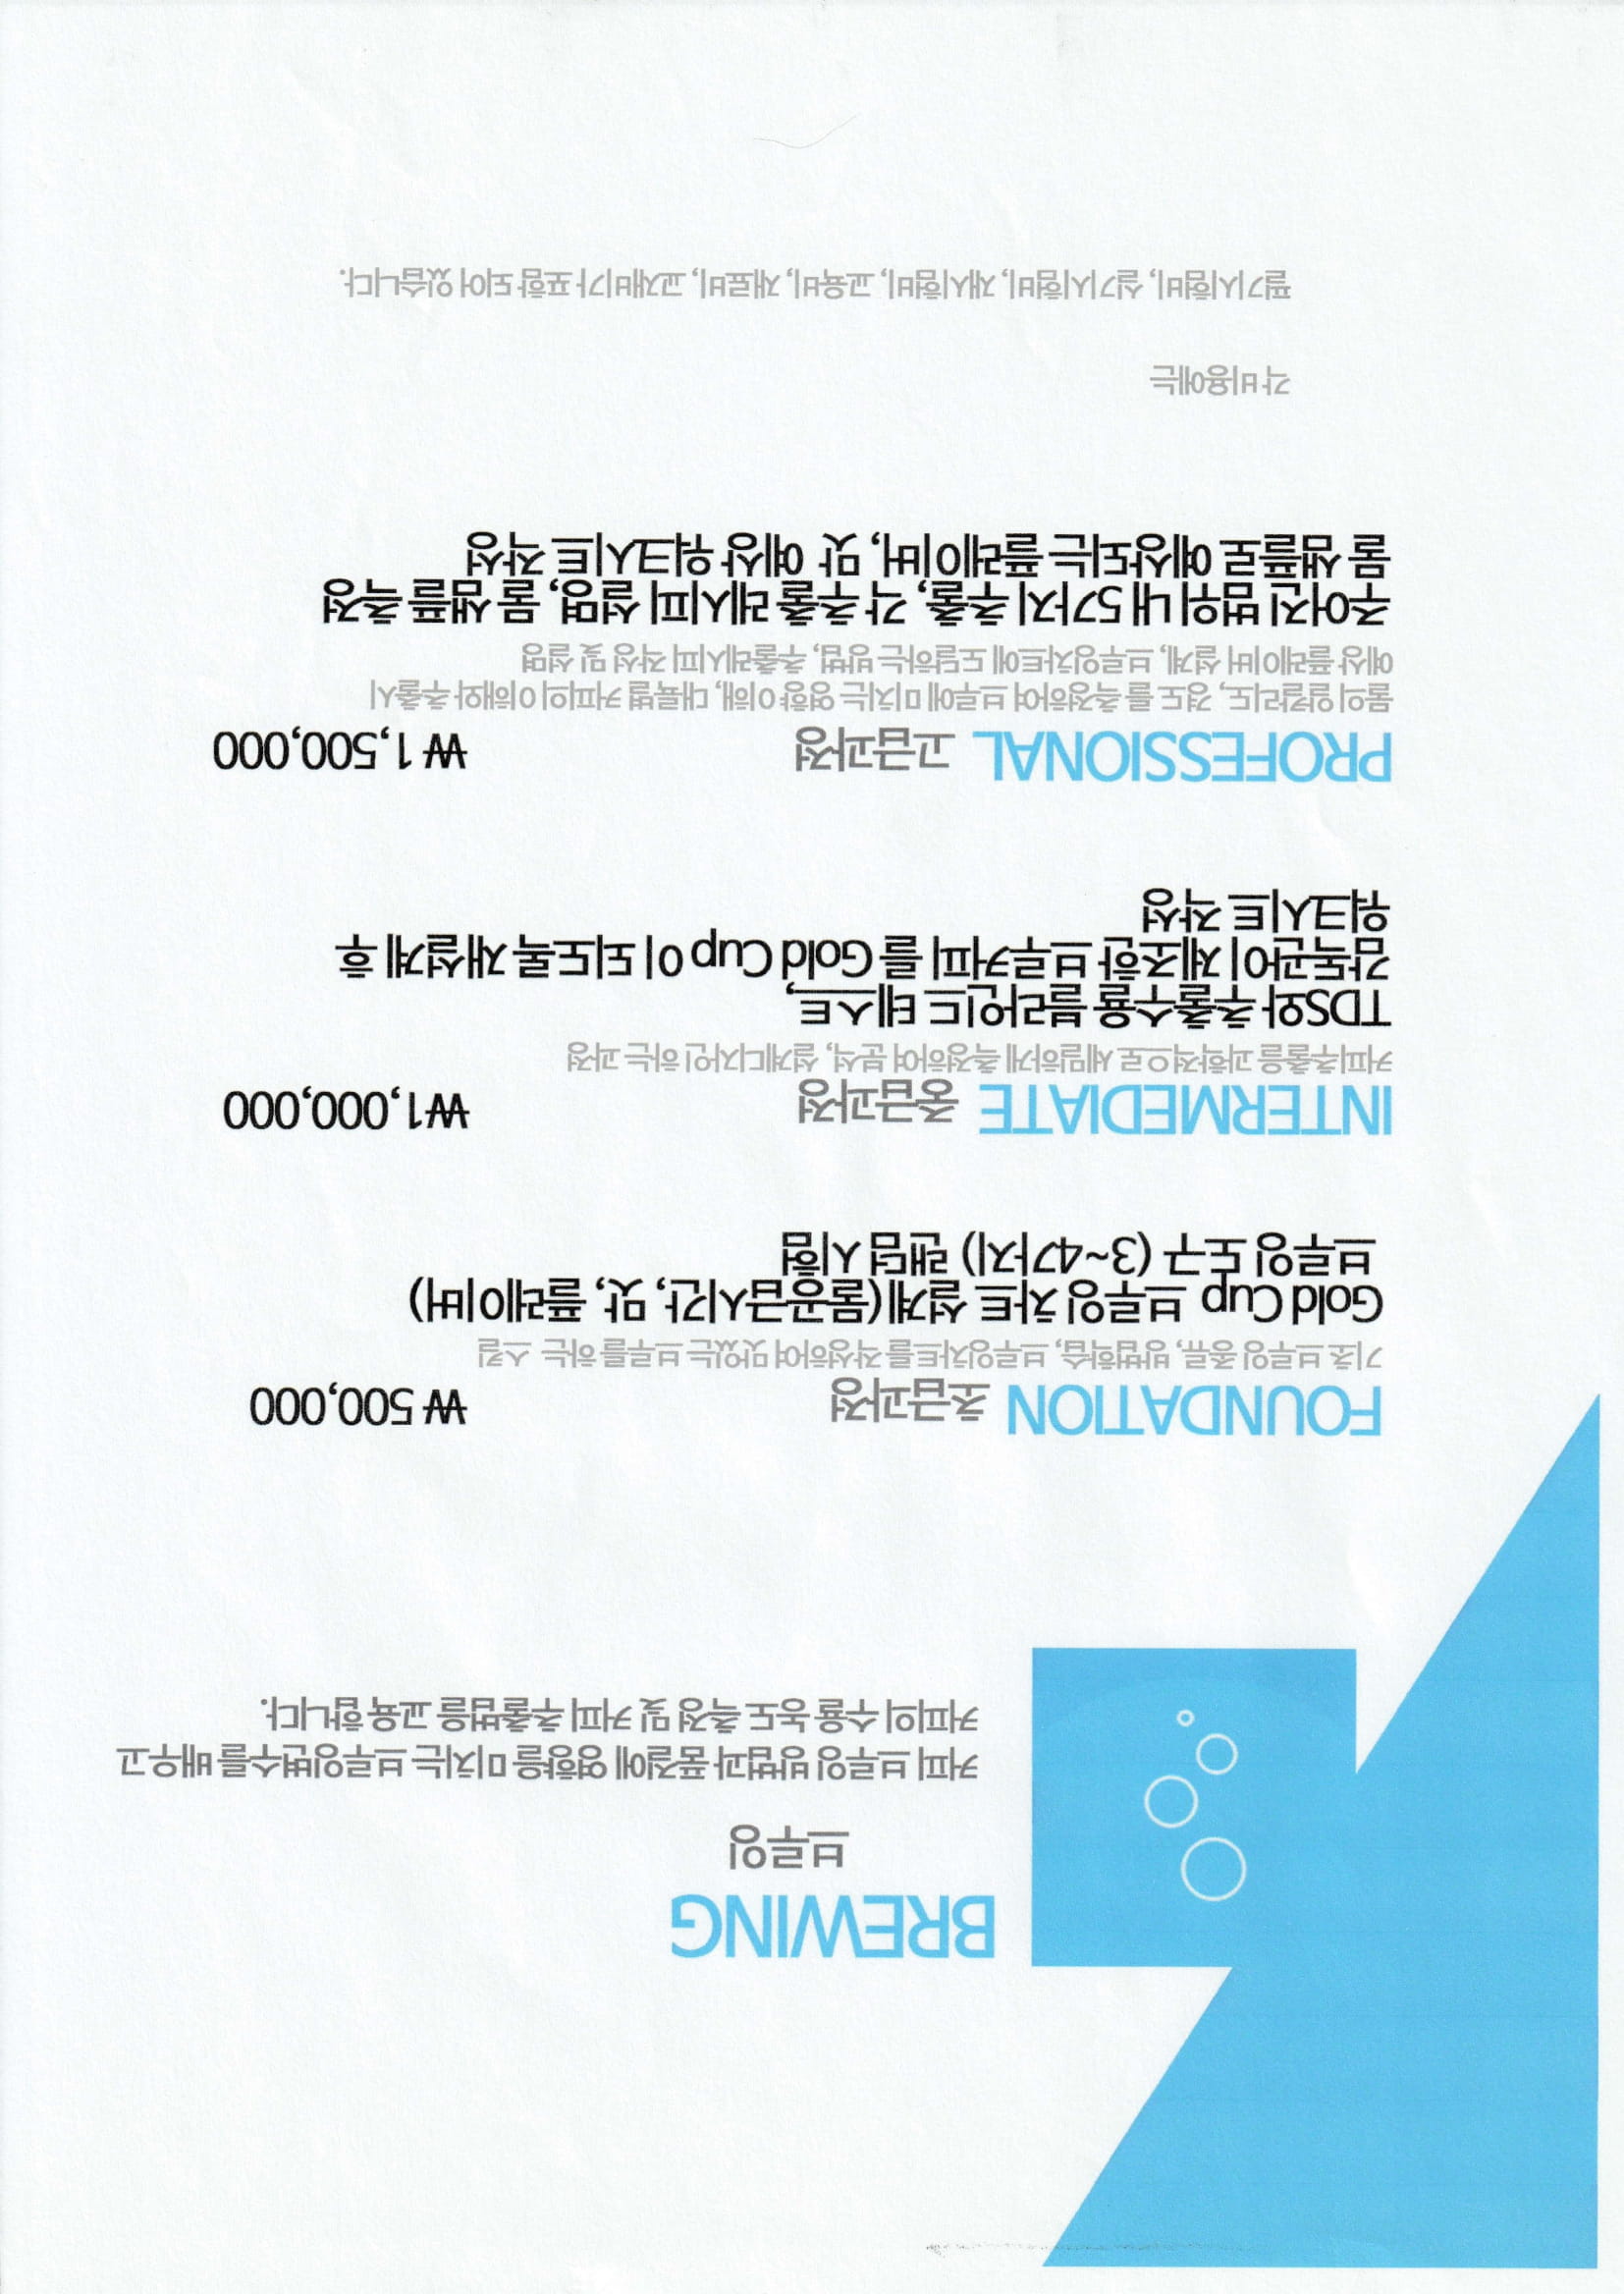 BREWING
브루잉
커피 브루잉 방법과 품질에 영향을 미치는 브루잉변수를 배우고
커피의 수율 농도 측정 및 커피 추출법을 교육 합니다.
FOUNDATION 초급과정 ₩ 500,000
기초 브루잉 종류, 방법학습, 브루잉차트를 작성하여 맛있는 브루를 하는 스킬
Gold Cup 브루잉 차트 설계 (물공급시간, 맛, 플레이버)
브루잉 도구 (3~4가지) 랜덤 시험
INTERMEDIATE 중급과정 ₩1,000,000
커피추출을 과학적으로 세밀하게 측정하여 분석, 설계디자인 하는 과정
TDS와 추출수율 블라인드 테스트,
감독관이 제조한 브루커피 를 Gold Cup 이 되도록 재설계 후
워크시트 작성
PROFESSIONAL 고급과정 ₩ 1,500,000
물의 알칼리도, 경도 를 측정하여 브루에 미치는 영향 이해, 대륙별 커피의 이해와 추출시
예상 플레이버 설계, 브루잉차트에 도달하는 방법, 추출레시피 작성 및 설명
주어진 범위 내 5가지 추출, 각 추출 레시피 설명, 물 샘플 측정
물 샘플로 예상되는 플레이버, 맛 예상 워크시트 작성
각 비용에는
필기시험비, 실기시험비, 재시험비, 교육비, 재료비, 교재비가 포함 되어 있습니다.